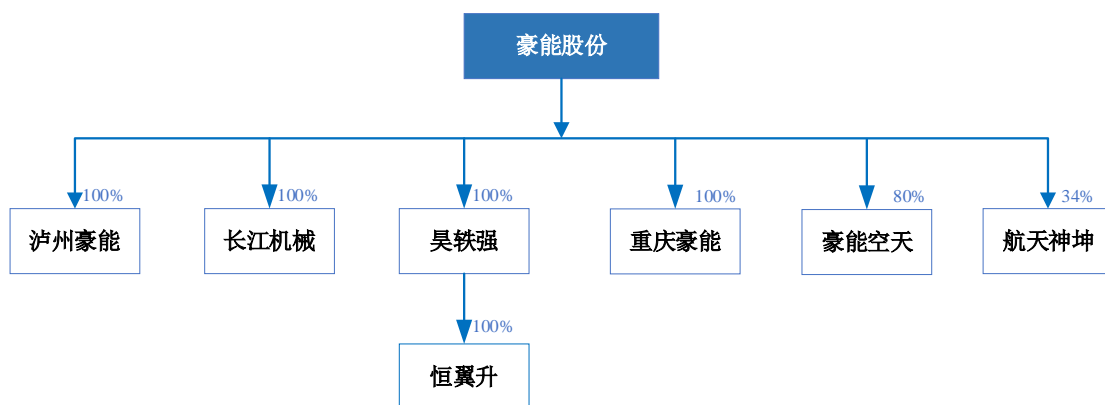 豪能股份
100%
100%
100%
100%
80%
34%
泸州豪能
长江机械
昊轶强
重庆豪能
豪能空天
航天神坤
100%
恒翼升